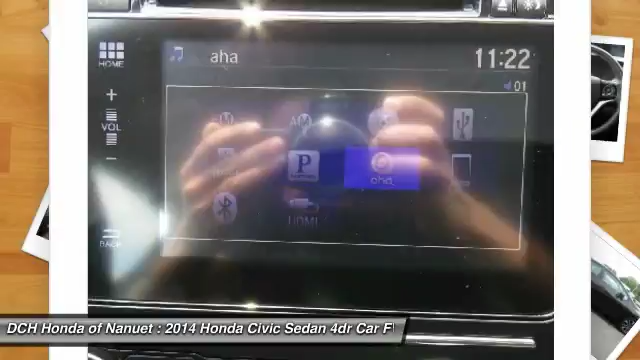 aha
11:22
HOME
01
+
VOL
-
AM
P
aha
HDMI
BACK
DCH Honda of Nanuet : 2014 Honda Civic Sedan 4dr Car F